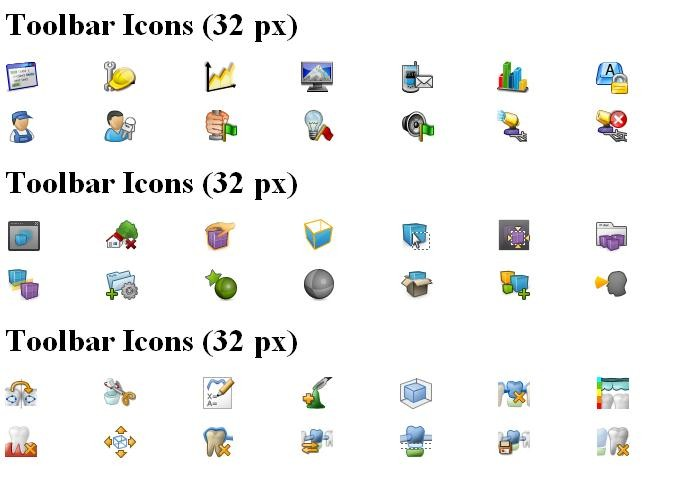 Toolbar Icons (32 px)
A
Toolbar Icons (32 px)
Toolbar Icons (32 px)
X=
A=